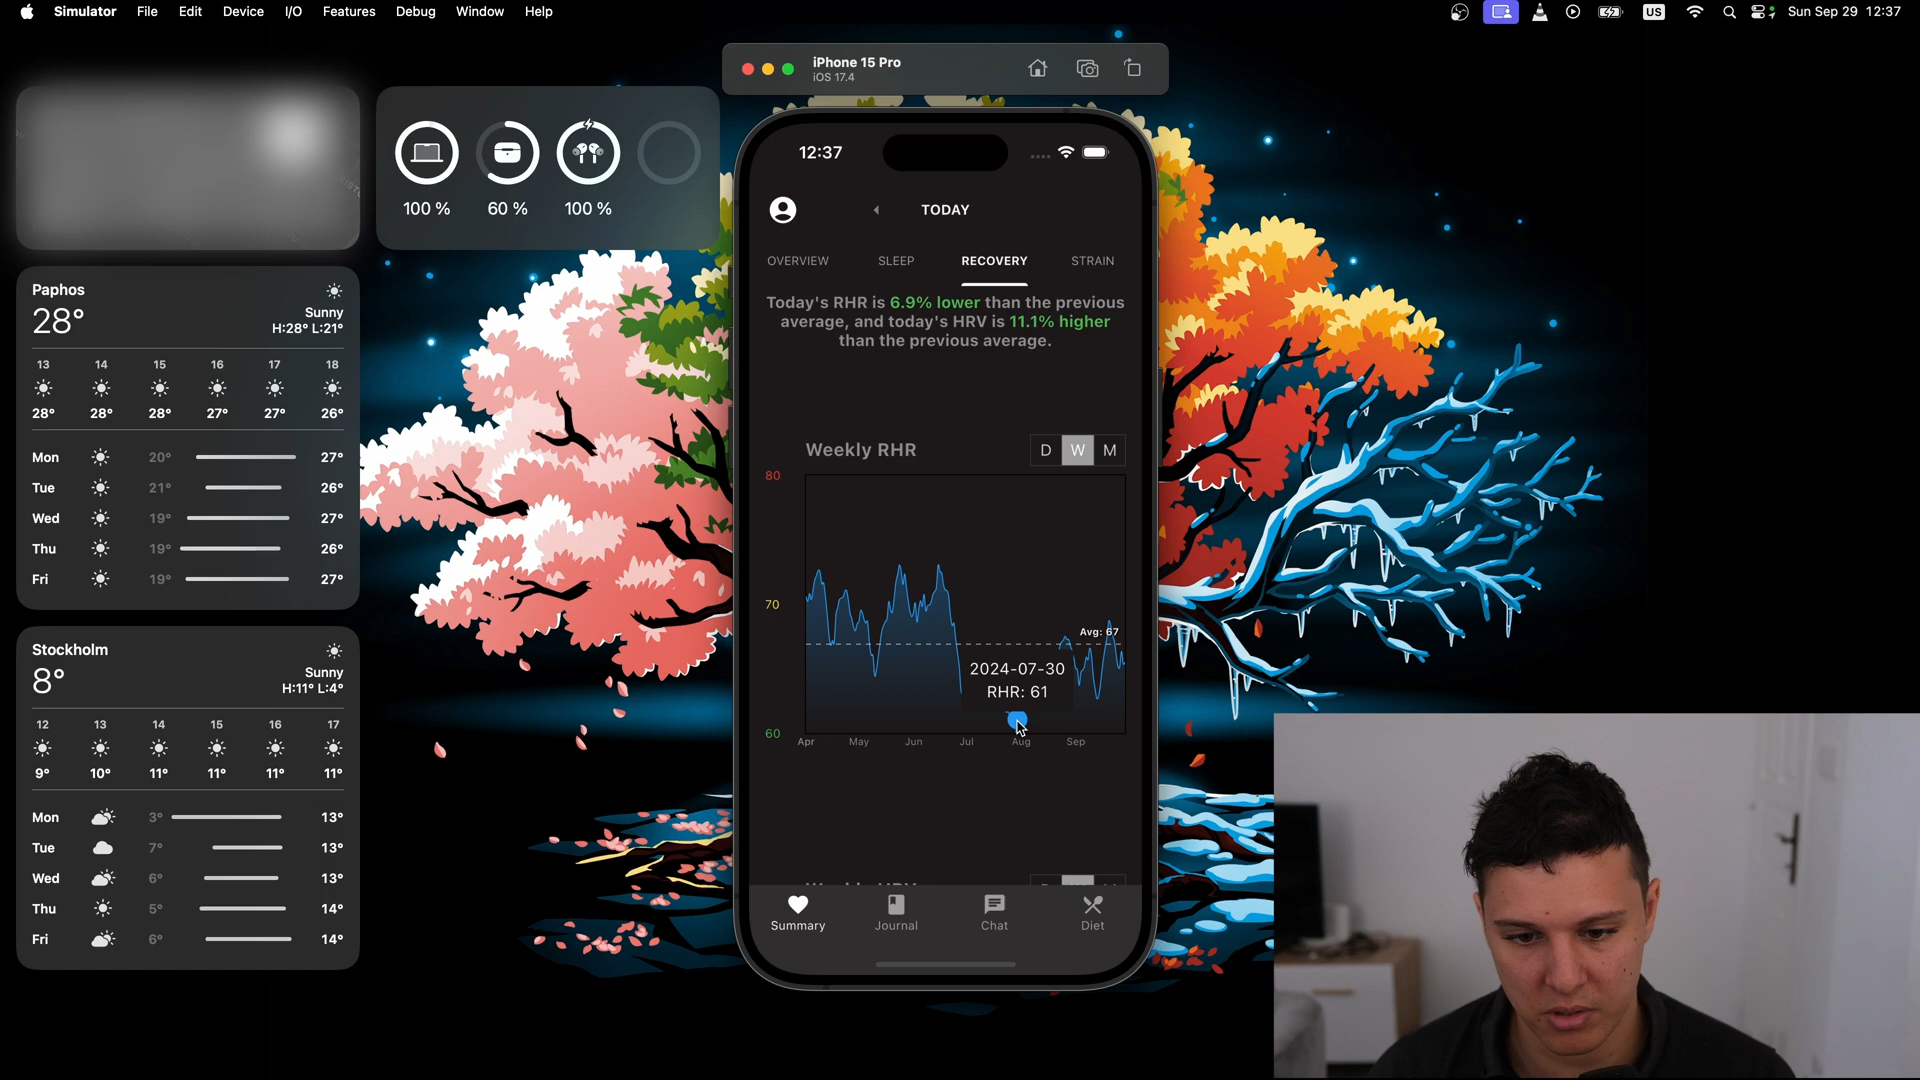 Simulator File Edit Device I/O Features Debug Window Help
US
Sun Sep 29 12:37
iPhone 15 Pro
iOS 17.4
100 % 60 % 100 %
Paphos
28°
Sunny
H:28° L:21°
13 14 15 16 17 18
28° 28° 28° 27° 27° 26°
Mon 20° 27°
Tue 21° 26°
Wed 19° 27°
Thu 19° 26°
Fri 19° 27°
Stockholm
8°
Sunny
H:11° L:4°
12 13 14 15 16 17
9° 10° 11° 11° 11° 11°
Mon 3° 13°
Tue 7° 13°
Wed 6° 13°
Thu 5° 14°
Fri 6° 14°
12:37
TODAY
OVERVIEW SLEEP RECOVERY STRAIN
Today's RHR is 6.9% lower than the previous
average, and today's HRV is 11.1% higher
than the previous average.
Weekly RHR D W M
80
70
Avg: 67
2024-07-30
RHR: 61
60
Apr May Jun Jul Aug Sep
Summary Journal Chat Diet